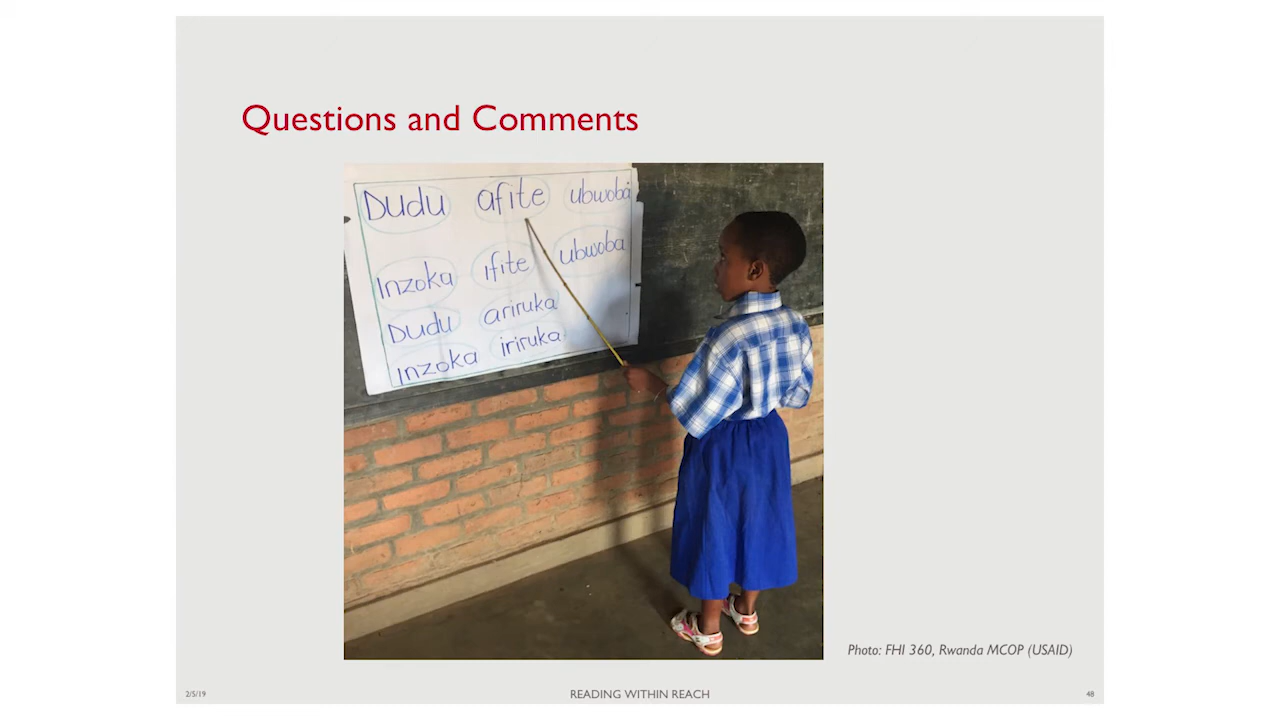 Questions and Comments
Dudu afite ubwoba
Inzoka ifite ubwoba
Dudu ariruka
inzoka iriruka
Photo: FHI 360, Rwanda MCOP (USAID)
2/5/19 READING WITHIN REACH 48